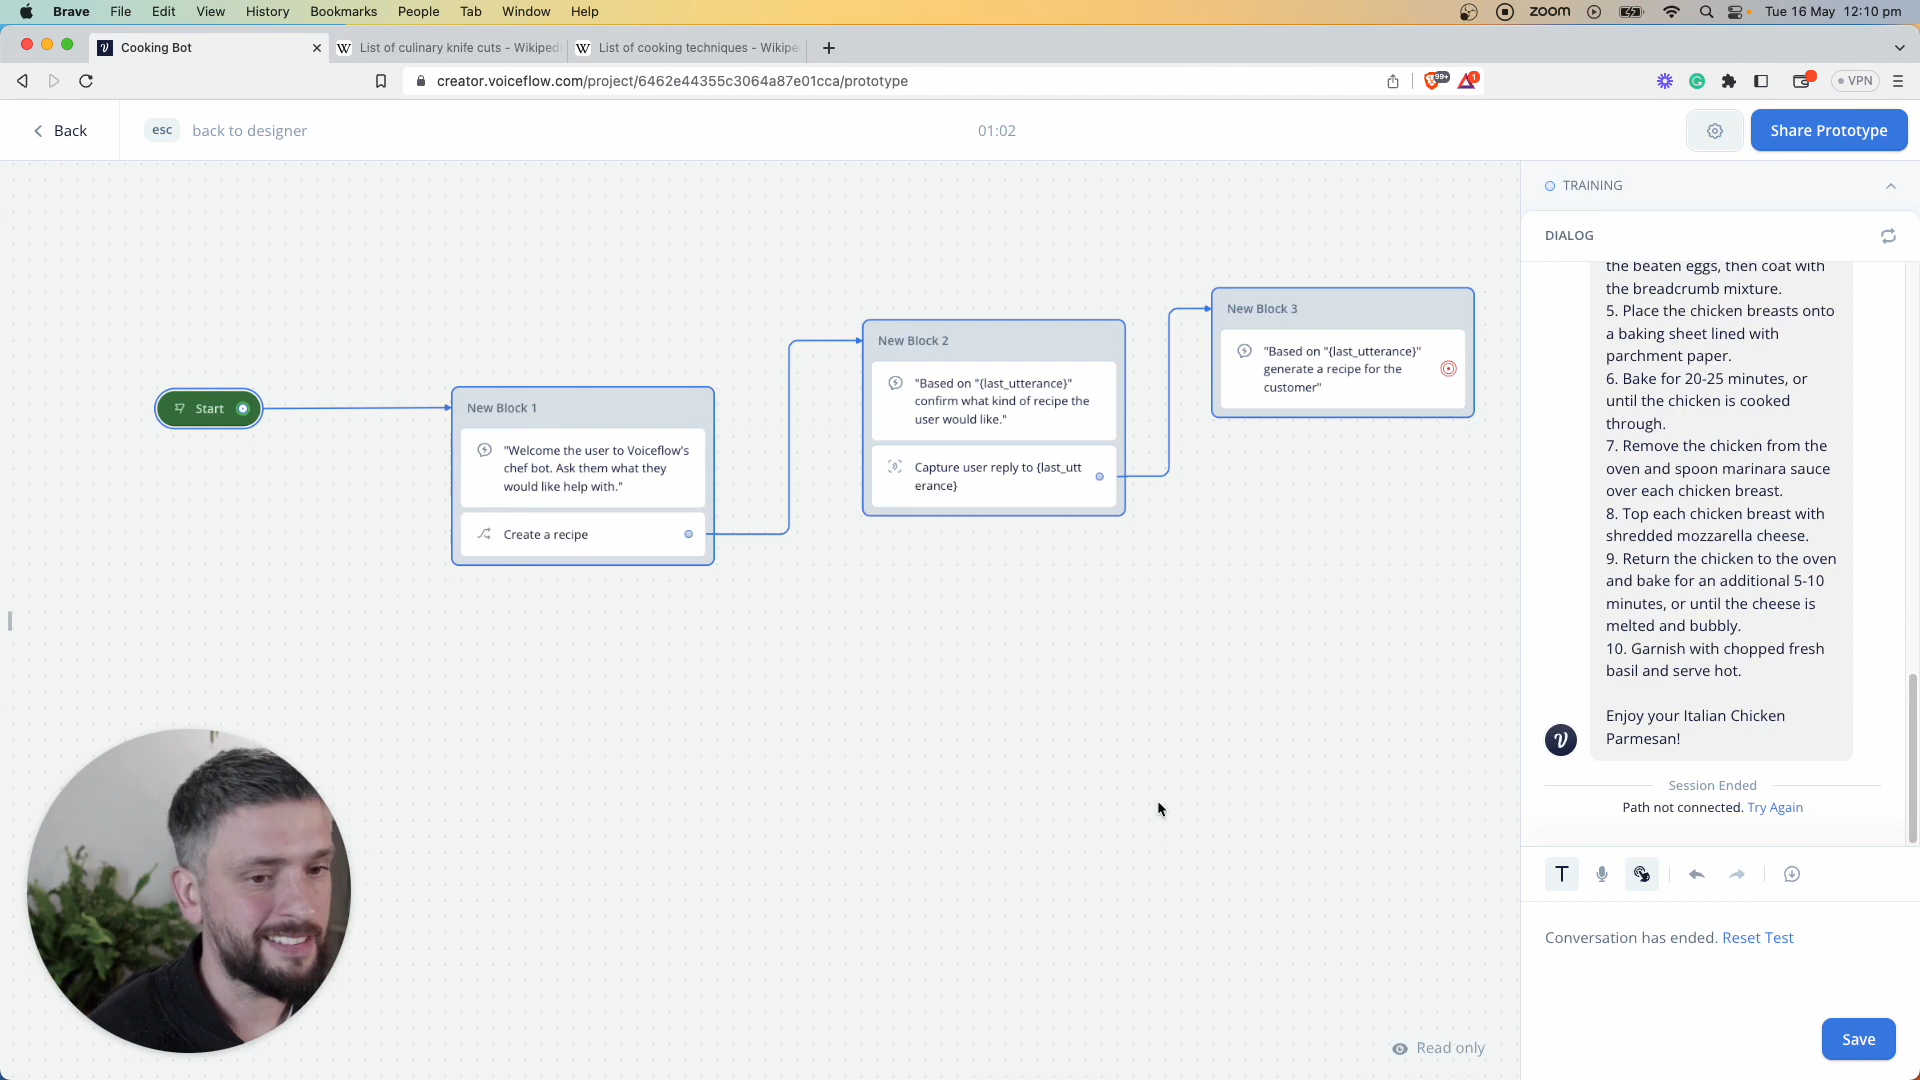 Brave File Edit View History Bookmarks People Tab Window Help
zoom
Tue 16 May 12:10 pm
Cooking Bot
List of culinary knife cuts - Wikiped
List of cooking techniques - Wikipe
creator.voiceflow.com/project/6462e44355c3064a87e01cca/prototype
99+
1
VPN
Back
esc back to designer
01:02
Share Prototype
TRAINING
DIALOG
Start
New Block 1
"Welcome the user to Voiceflow's
chef bot. Ask them what they
would like help with."
Create a recipe
New Block 2
"Based on "{last_utterance}"
confirm what kind of recipe the
user would like."
Capture user reply to {last_utt
erance}
New Block 3
"Based on "{last_utterance}"
generate a recipe for the
customer"
the beaten eggs, then coat with
the breadcrumb mixture.
5. Place the chicken breasts onto
a baking sheet lined with
parchment paper.
6. Bake for 20-25 minutes, or
until the chicken is cooked
through.
7. Remove the chicken from the
oven and spoon marinara sauce
over each chicken breast.
8. Top each chicken breast with
shredded mozzarella cheese.
9. Return the chicken to the oven
and bake for an additional 5-10
minutes, or until the cheese is
melted and bubbly.
10. Garnish with chopped fresh
basil and serve hot.
Enjoy your Italian Chicken
Parmesan!
Session Ended
Path not connected. Try Again
T
Conversation has ended. Reset Test
Save
Read only